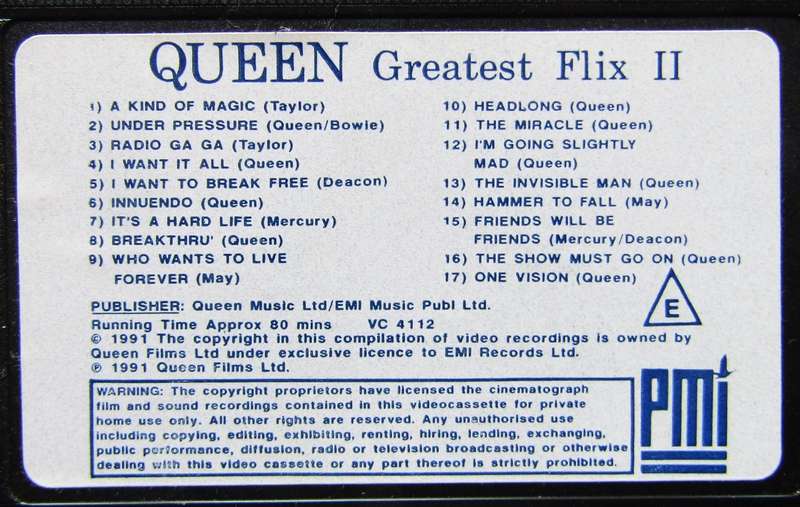 QUEEN Greatest Flix II
1) A KIND OF MAGIC (Taylor)
2) UNDER PRESSURE (Queen/Bowie)
3) RADIO GA GA (Taylor)
4) I WANT IT ALL (Queen)
5) I WANT TO BREAK FREE (Deacon)
6) INNUENDO (Queen)
7) IT'S A HARD LIFE (Mercury)
8) BREAKTHRU' (Queen)
9) WHO WANTS TO LIVE
FOREVER (May)
10) HEADLONG (Queen)
11) THE MIRACLE (Queen)
12) I'M GOING SLIGHTLY
MAD (Queen)
13) THE INVISIBLE MAN (Queen)
14) HAMMER TO FALL (May)
15) FRIENDS WILL BE
FRIENDS (Mercury/Deacon)
16) THE SHOW MUST GO ON (Queen)
17) ONE VISION (Queen)
E
PUBLISHER: Queen Music Ltd/EMI Music Publ Ltd.
Running Time Approx 80 mins VC 4112
© 1991 The copyright in this compilation of video recordings is owned by
Queen Films Ltd under exclusive licence to EMI Records Ltd.
℗ 1991 Queen Films Ltd.
WARNING: The copyright proprietors have licensed the cinematograph
film and sound recordings contained in this videocassette for private
home use only. All other rights are reserved. Any unauthorised use
including copying, editing, exhibiting, renting, hiring, lending, exchanging,
public performance, diffusion, radio or television broadcasting or otherwise
dealing with this video cassette or any part thereof is strictly prohibited.
PMi